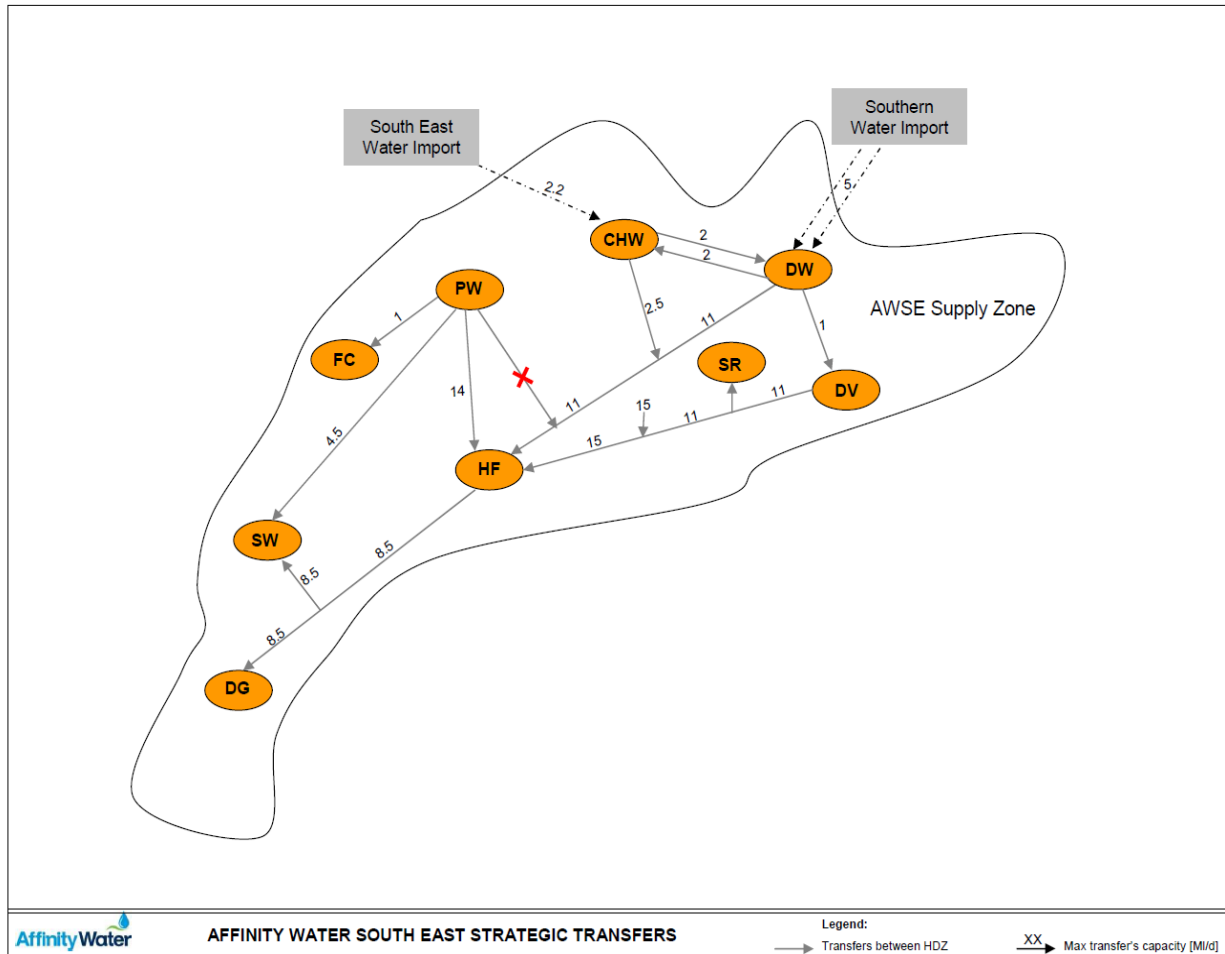 South East
Water Import
Southern
Water Import
2.2
5
CHW
2
2
DW
PW
2.5
11
1
AWSE Supply Zone
1
FC
SR
DV
14
11
15
11
11
4.5
15
HF
SW
8.5
8.5
8.5
DG
Affinity Water
AFFINITY WATER SOUTH EAST STRATEGIC TRANSFERS
Legend:
Transfers between HDZ
XX
Max transfer's capacity [Ml/d]